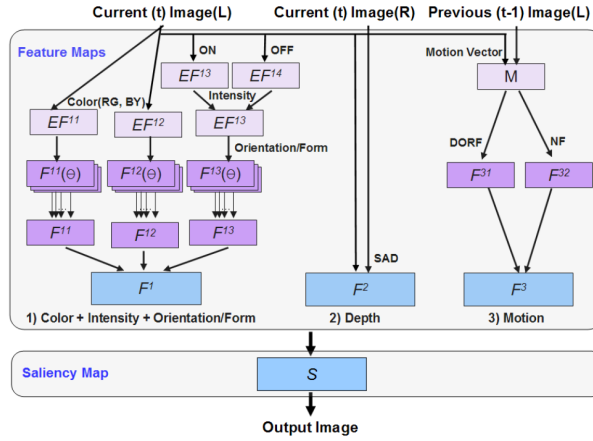 Current (t) Image(L) Current (t) Image(R) Previous (t-1) Image(L)
Feature Maps
ON OFF Motion Vector
EF13 EF14 M
Color(RG, BY) Intensity
EF11 EF12 EF13
Orientation/Form DORF NF
F11(Θ) F12(Θ) F13(Θ) F31 F32
F11 F12 F13
SAD
F1 F2 F3
1) Color + Intensity + Orientation/Form 2) Depth 3) Motion
Saliency Map
S
Output Image